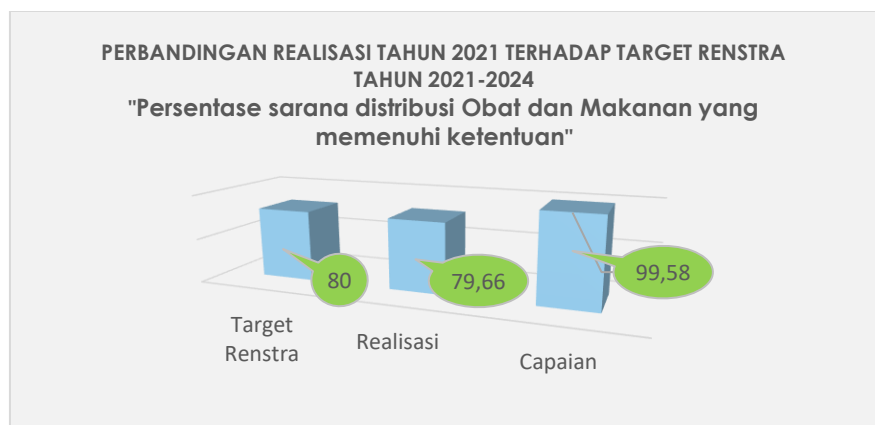 PERBANDINGAN REALISASI TAHUN 2021 TERHADAP TARGET RENSTRA
TAHUN 2021-2024
"Persentase sarana distribusi Obat dan Makanan yang
memenuhi ketentuan"
80
79,66
99,58
Target
Renstra
Realisasi
Capaian